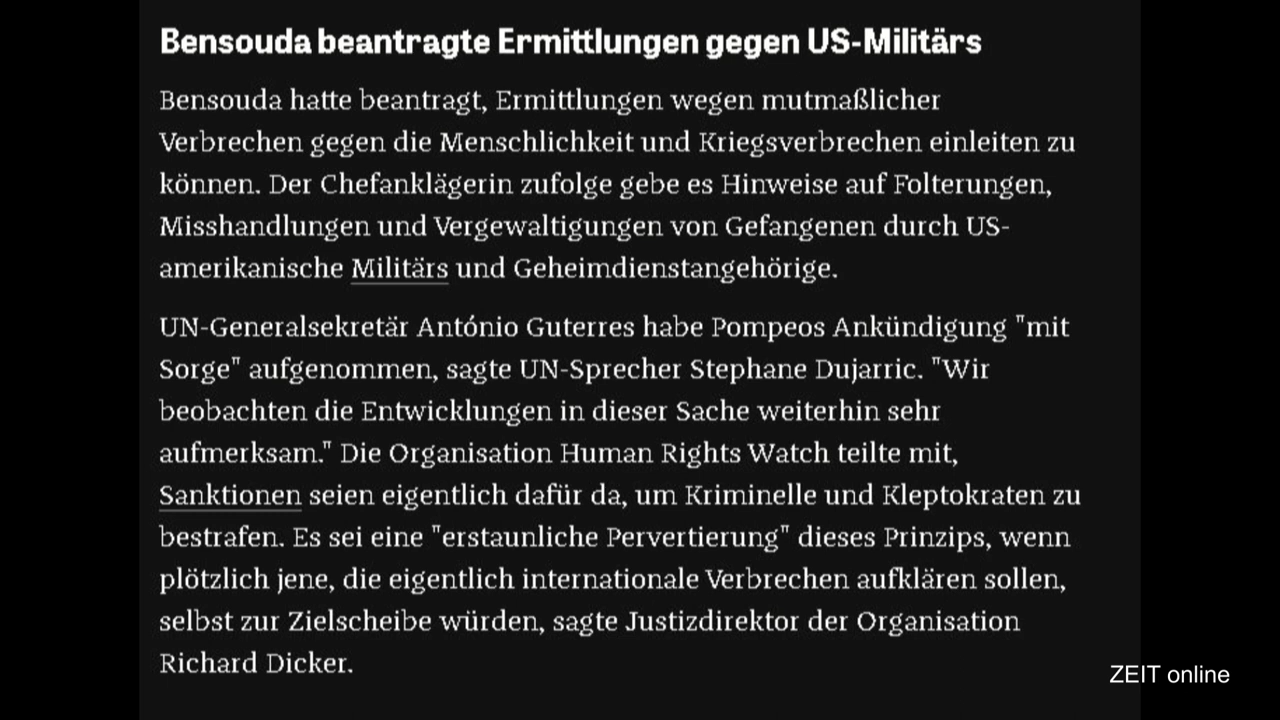 Bensouda beantragte Ermittlungen gegen US-Militärs
Bensouda hatte beantragt, Ermittlungen wegen mutmaßlicher
Verbrechen gegen die Menschlichkeit und Kriegsverbrechen einleiten zu
können. Der Chefanklägerin zufolge gebe es Hinweise auf Folterungen,
Misshandlungen und Vergewaltigungen von Gefangenen durch US-
amerikanische Militärs und Geheimdienstangehörige.
UN-Generalsekretär António Guterres habe Pompeos Ankündigung "mit
Sorge" aufgenommen, sagte UN-Sprecher Stephane Dujarric. "Wir
beobachten die Entwicklungen in dieser Sache weiterhin sehr
aufmerksam." Die Organisation Human Rights Watch teilte mit,
Sanktionen seien eigentlich dafür da, um Kriminelle und Kleptokraten zu
bestrafen. Es sei eine "erstaunliche Pervertierung" dieses Prinzips, wenn
plötzlich jene, die eigentlich internationale Verbrechen aufklären sollen,
selbst zur Zielscheibe würden, sagte Justizdirektor der Organisation
Richard Dicker.
ZEIT online